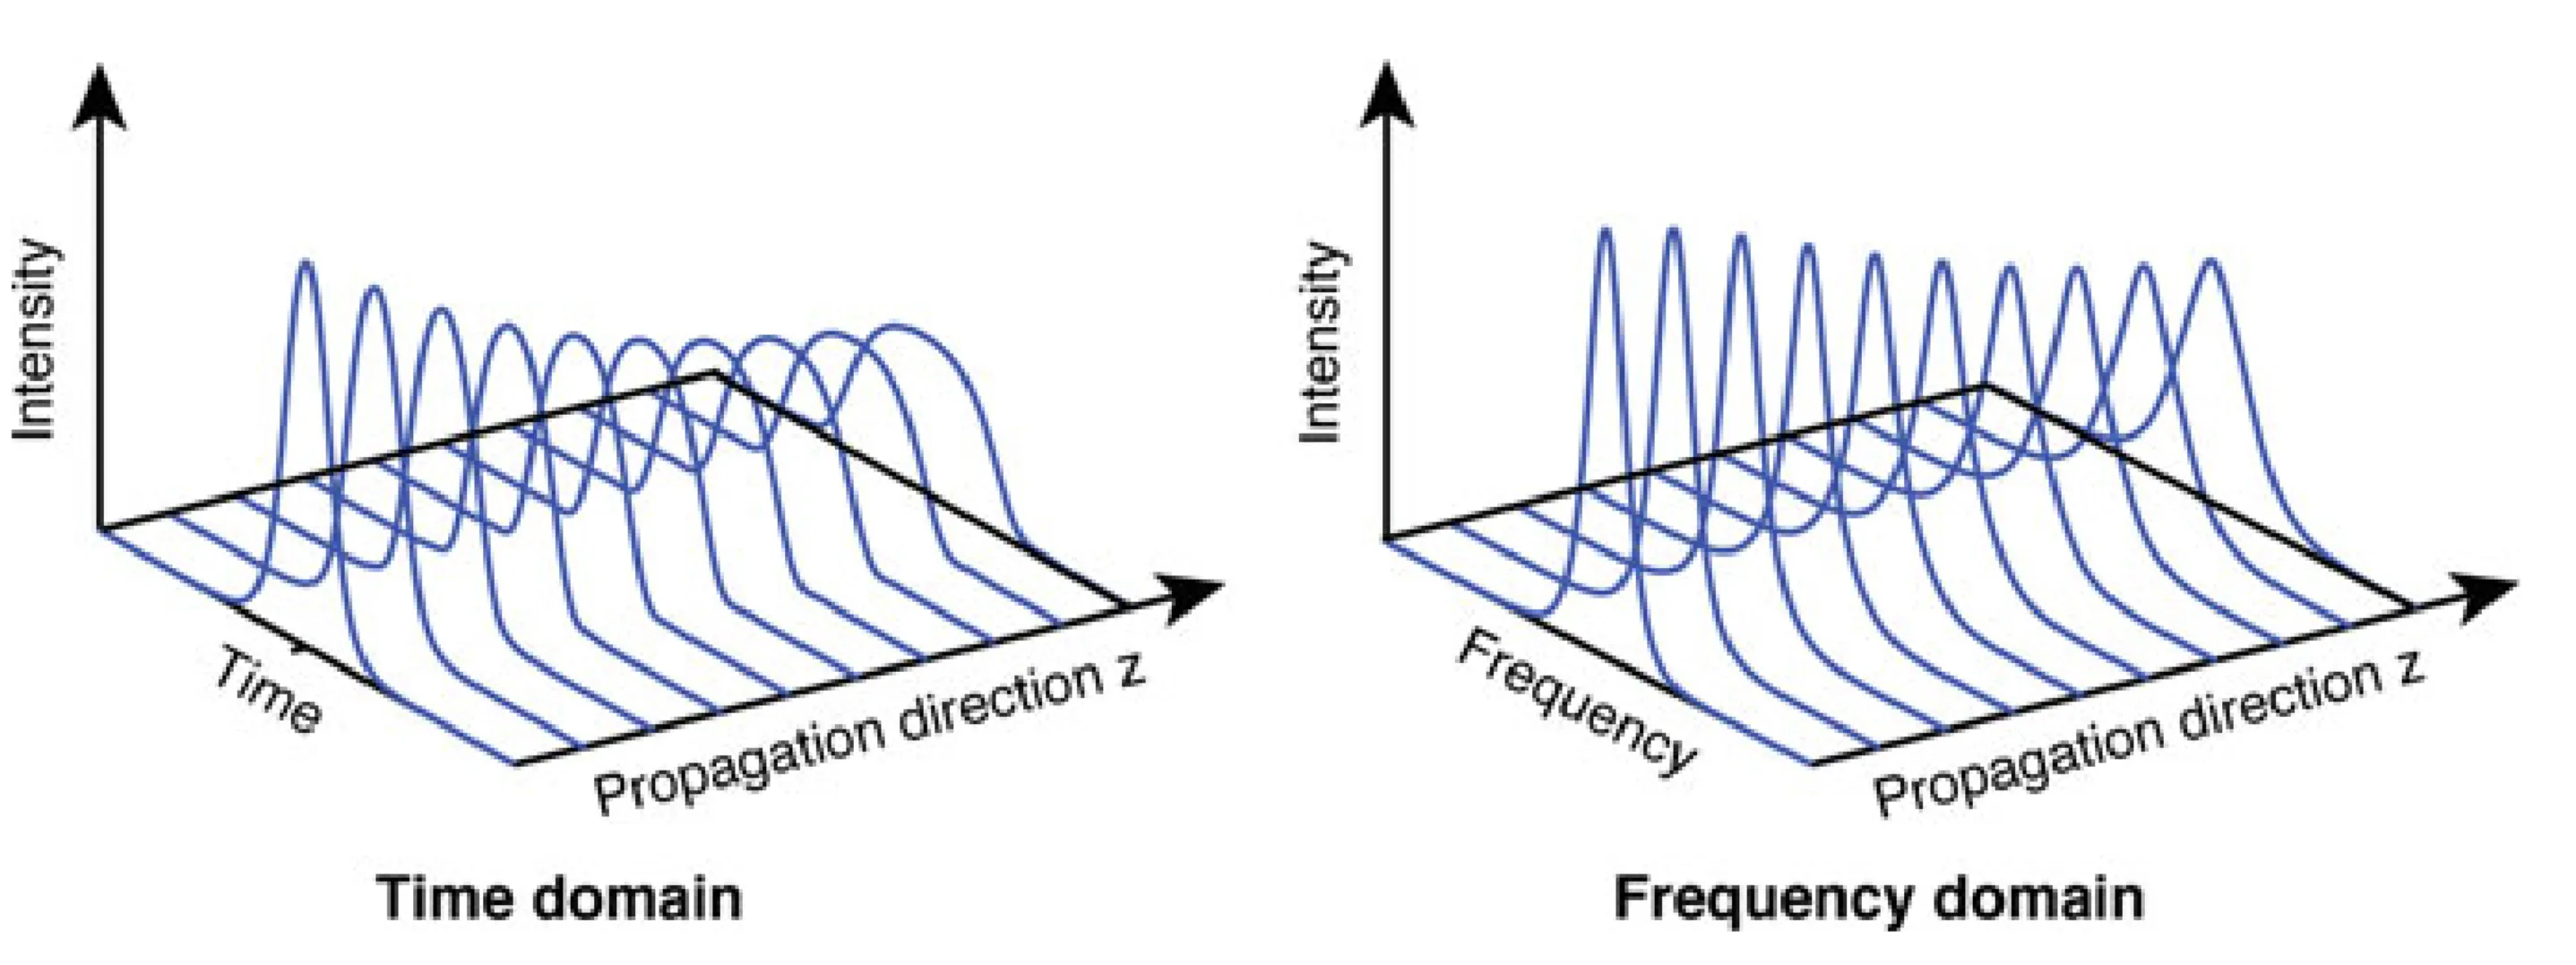 Intensity
Time
Propagation direction z
Time domain
Intensity
Frequency
Propagation direction z
Frequency domain